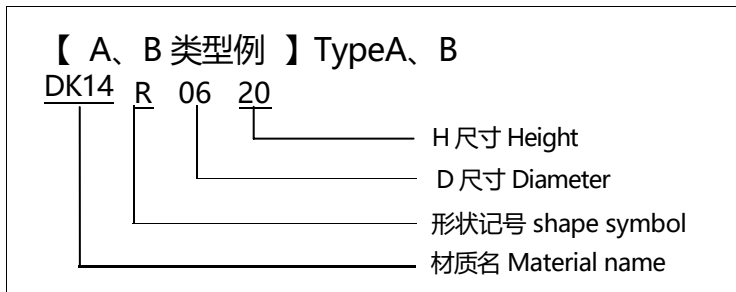 【 A、B 类型例 】TypeA、B
DK14 R 06 20
H 尺寸 Height
D 尺寸 Diameter
形状记号 shape symbol
材质名 Material name